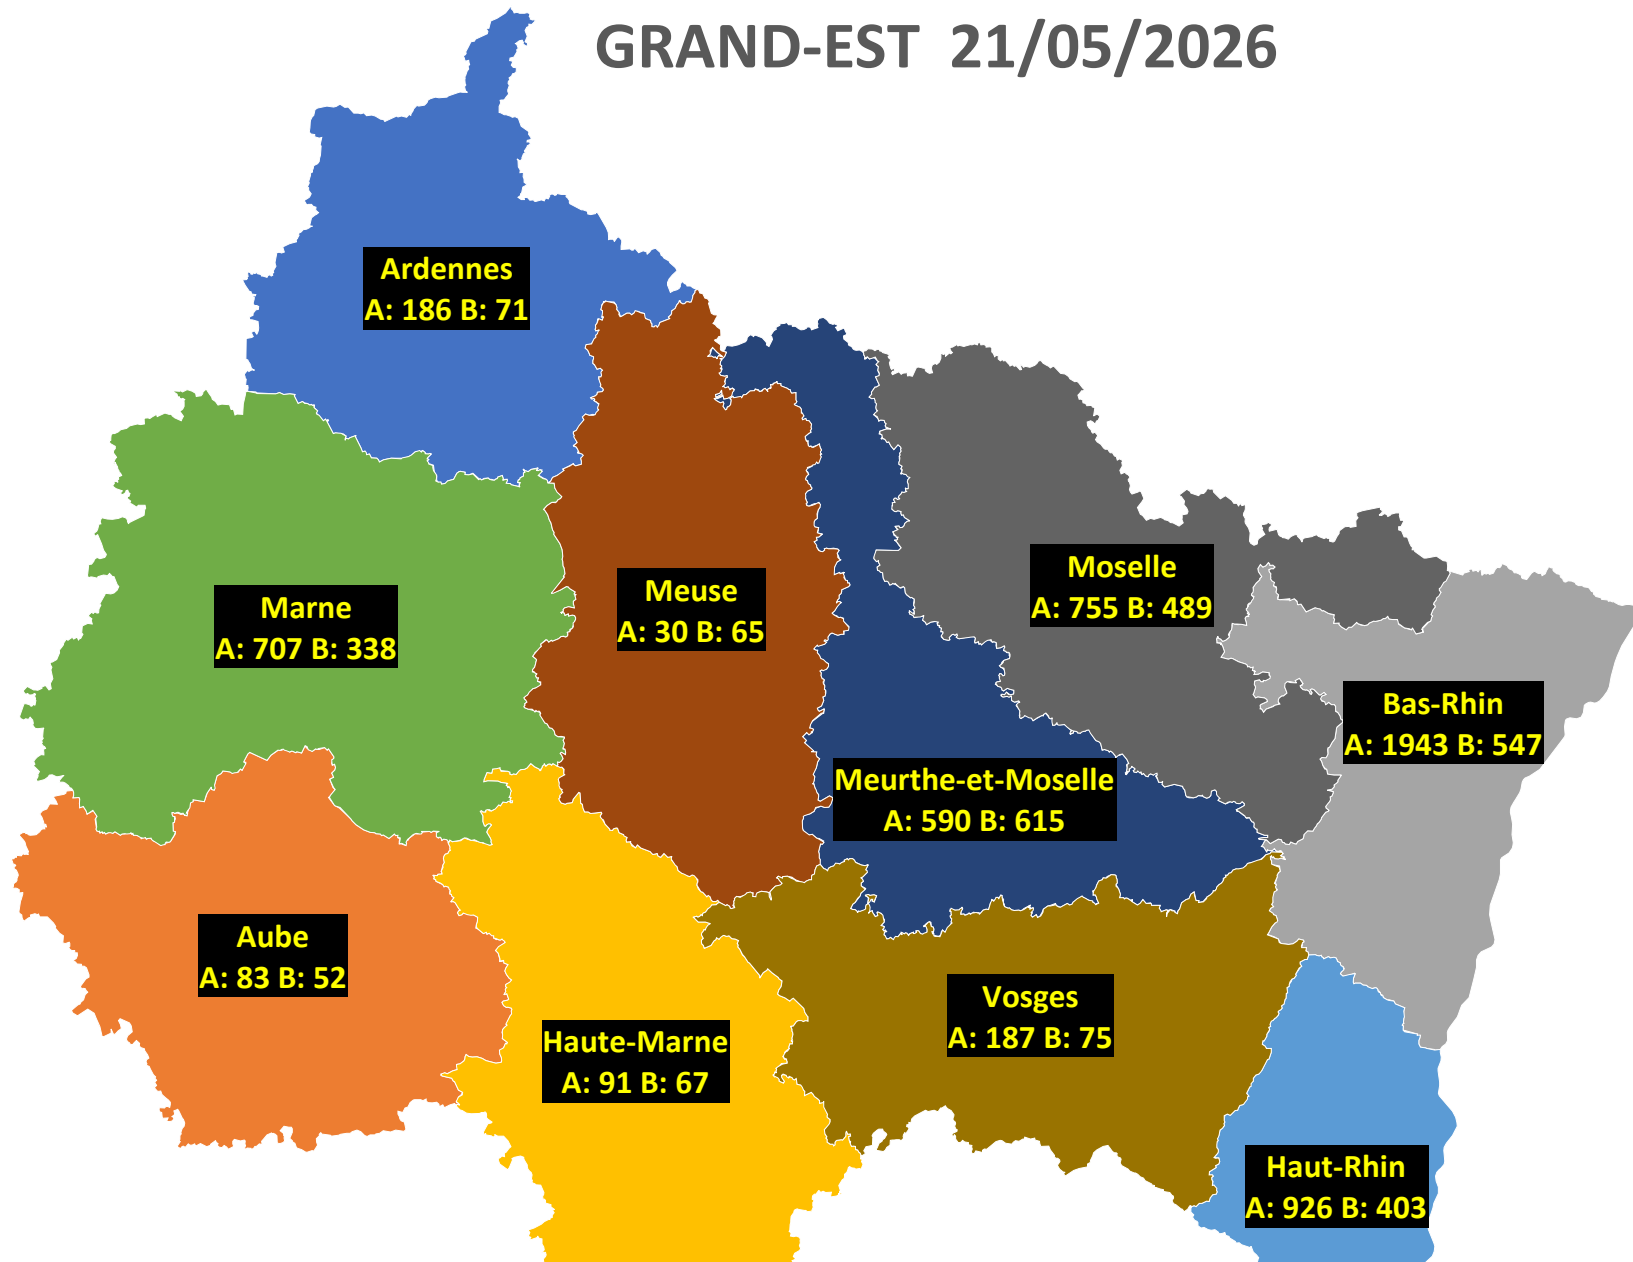 GRAND-EST 21/05/2026
Ardennes
A: 186 B: 71
Moselle
A: 755 B: 489
Meuse
A: 30 B: 65
Marne
A: 707 B: 338
Bas-Rhin
A: 1943 B: 547
Meurthe-et-Moselle
A: 590 B: 615
Aube
A: 83 B: 52
Vosges
A: 187 B: 75
Haute-Marne
A: 91 B: 67
Haut-Rhin
A: 926 B: 403